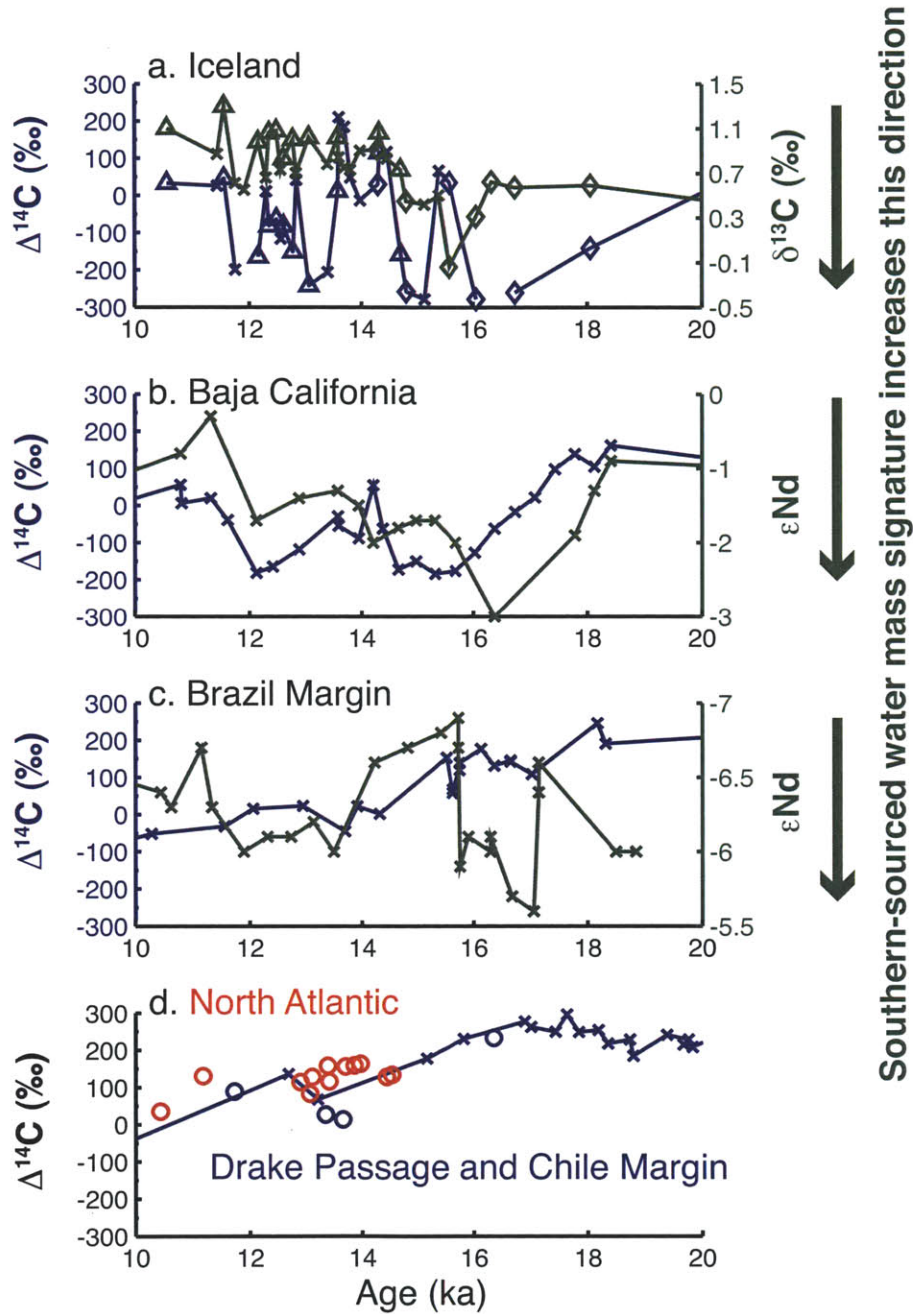 a. Iceland
300
200
100
0
-100
-200
-300
Δ¹⁴C (‰)
1.5
1.1
0.7
0.3
-0.1
-0.5
δ¹³C (‰)
10 12 14 16 18 20
b. Baja California
300
200
100
0
-100
-200
-300
Δ¹⁴C (‰)
0
-1
-2
-3
εNd
10 12 14 16 18 20
c. Brazil Margin
300
200
100
0
-100
-200
-300
Δ¹⁴C (‰)
-7
-6.5
-6
-5.5
εNd
10 12 14 16 18 20
d. North Atlantic
300
200
100
0
-100
-200
-300
Δ¹⁴C (‰)
Drake Passage and Chile Margin
10 12 14 16 18 20
Age (ka)
Southern-sourced water mass signature increases this direction